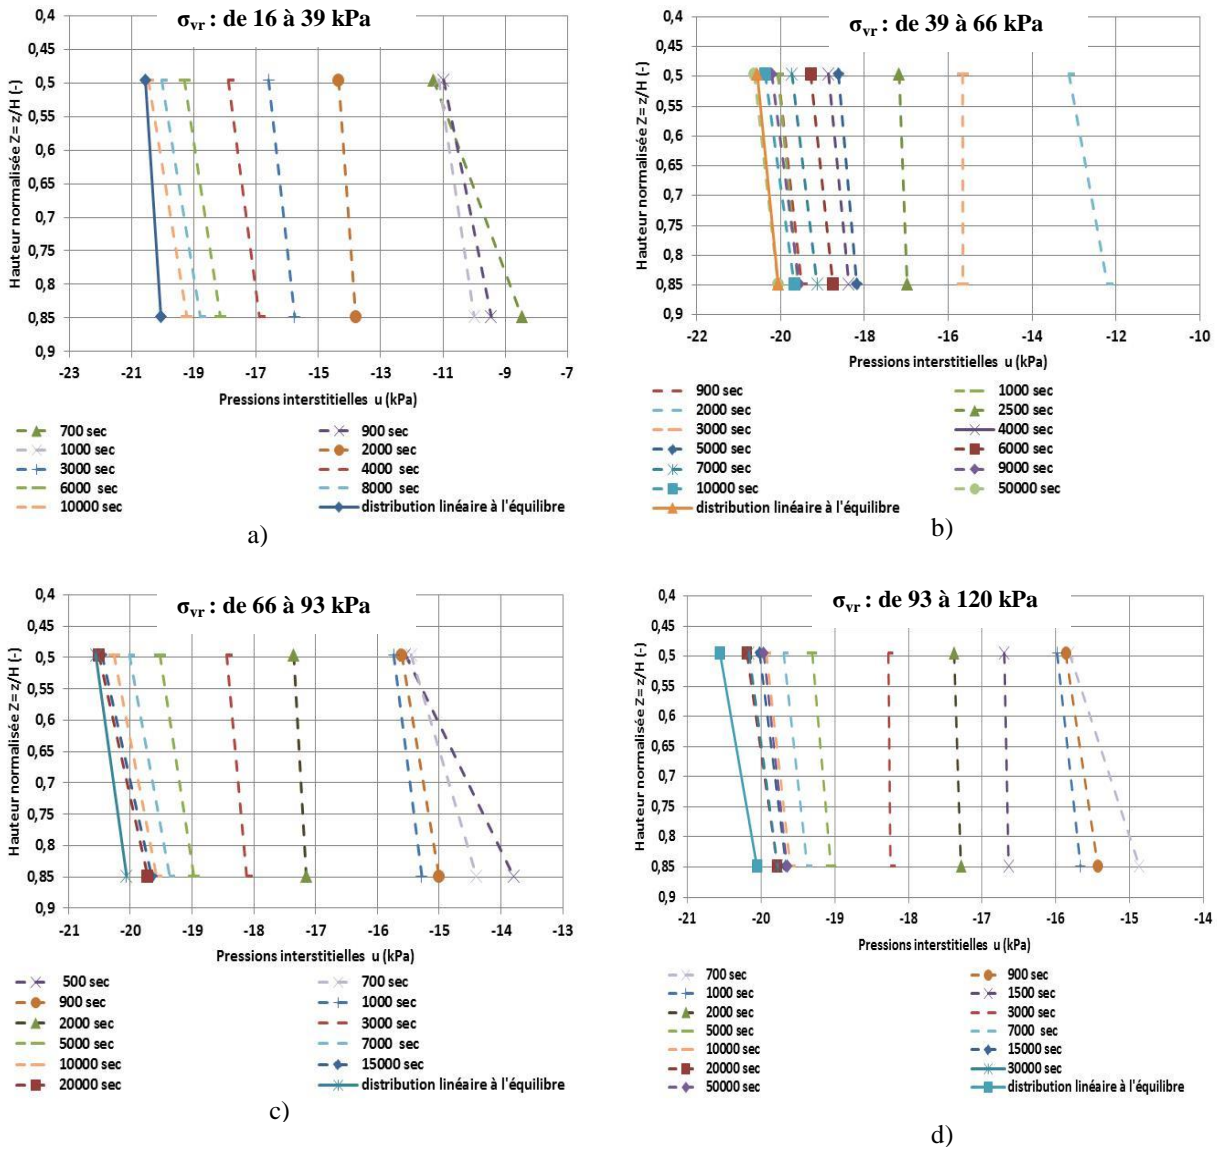 σvr : de 16 à 39 kPa
Hauteur normalisée Z= z/H (-)
0,4
0,45
0,5
0,55
0,6
0,65
0,7
0,75
0,8
0,85
0,9
-23 -21 -19 -17 -15 -13 -11 -9 -7
Pressions interstitielles u (kPa)
700 sec 900 sec
1000 sec 2000 sec
3000 sec 4000 sec
6000 sec 8000 sec
10000 sec distribution linéaire à l'équilibre
a)
σvr : de 39 à 66 kPa
Hauteur normalisée Z= z/H (-)
0,4
0,45
0,5
0,55
0,6
0,65
0,7
0,75
0,8
0,85
0,9
-22 -20 -18 -16 -14 -12 -10
Pressions interstitielles u (kPa)
900 sec 1000 sec
2000 sec 2500 sec
3000 sec 4000 sec
5000 sec 6000 sec
7000 sec 9000 sec
10000 sec 50000 sec
distribution linéaire à l'équilibre
b)
σvr : de 66 à 93 kPa
Hauteur normalisée Z= z/H (-)
0,4
0,45
0,5
0,55
0,6
0,65
0,7
0,75
0,8
0,85
0,9
-21 -20 -19 -18 -17 -16 -15 -14 -13
Pressions interstitielles u (kPa)
500 sec 700 sec
900 sec 1000 sec
2000 sec 3000 sec
5000 sec 7000 sec
10000 sec 15000 sec
20000 sec distribution linéaire à l'équilibre
c)
σvr : de 93 à 120 kPa
Hauteur normalisée Z= z/H (-)
0,4
0,45
0,5
0,55
0,6
0,65
0,7
0,75
0,8
0,85
0,9
-21 -20 -19 -18 -17 -16 -15 -14
Pressions interstitielles u (kPa)
700 sec 900 sec
1000 sec 1500 sec
2000 sec 3000 sec
5000 sec 7000 sec
10000 sec 15000 sec
20000 sec 30000 sec
50000 sec distribution linéaire à l'équilibre
d)